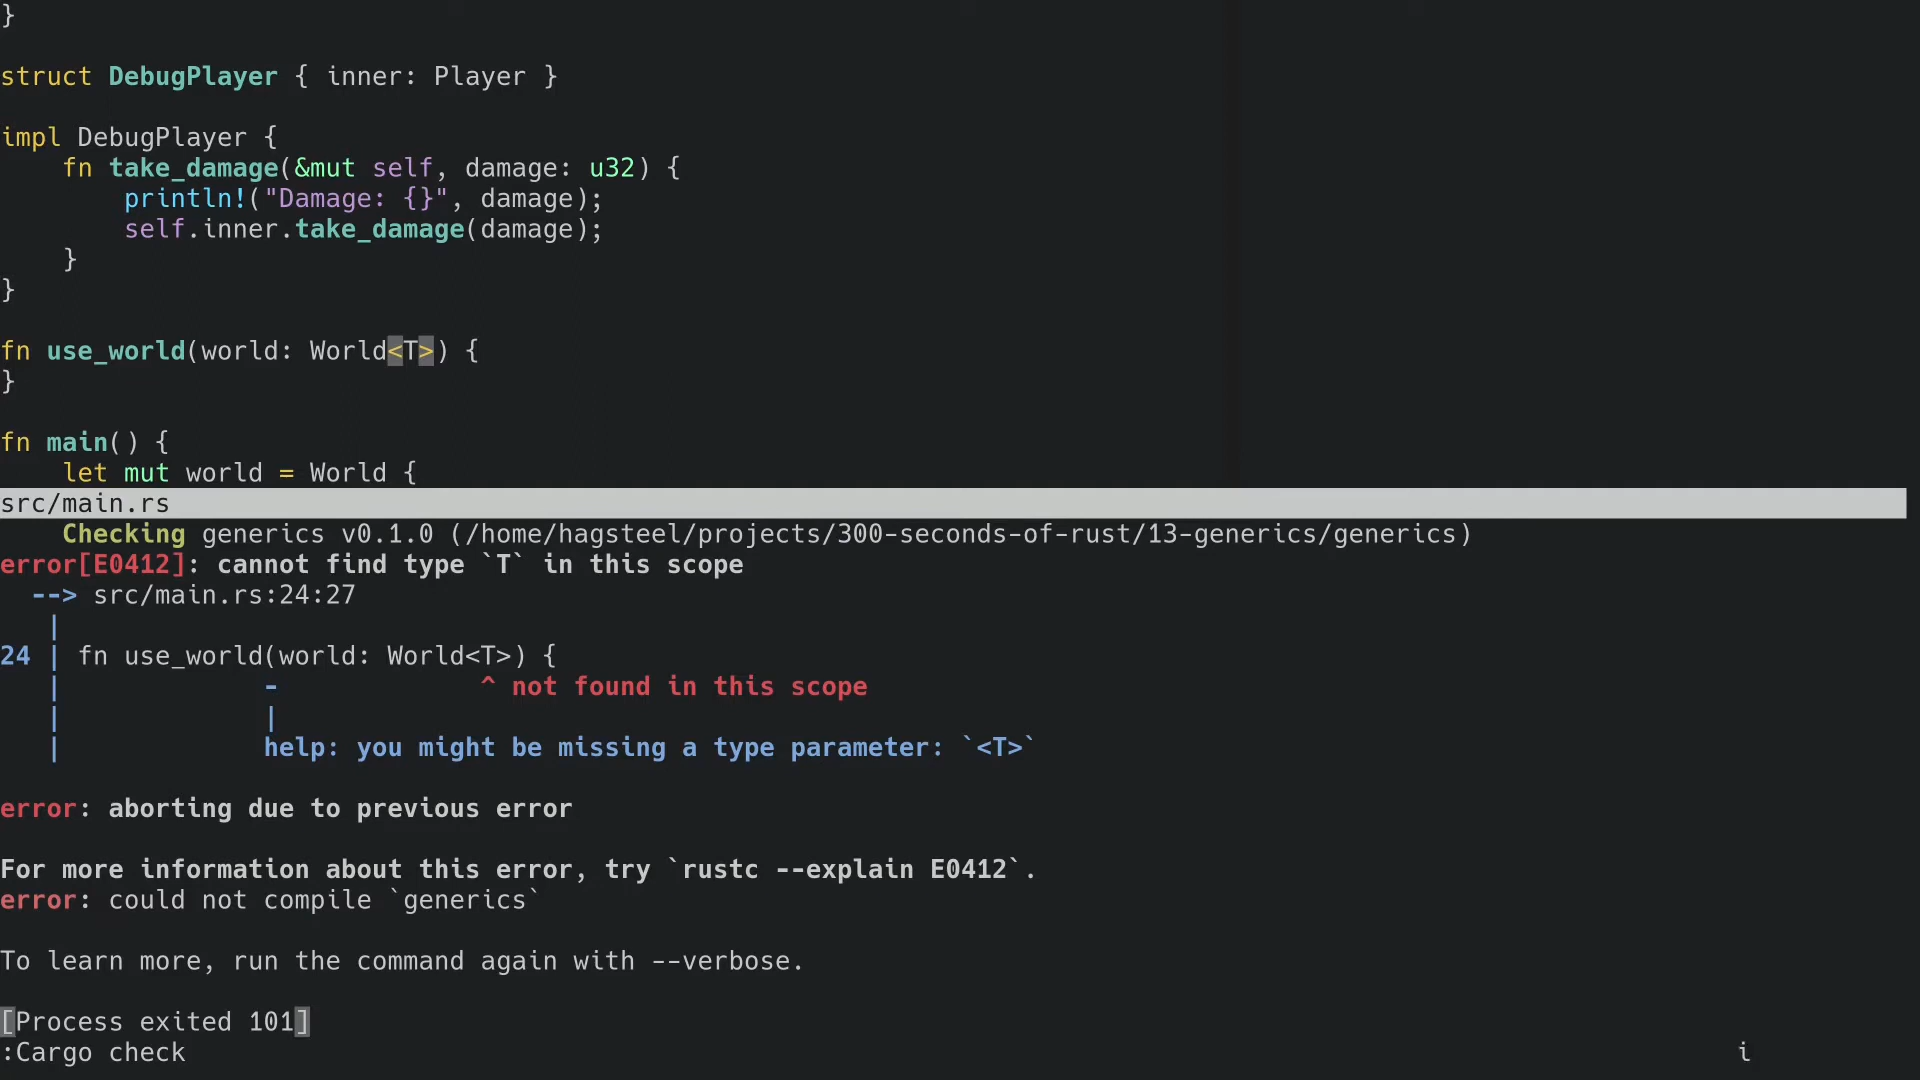 }
struct DebugPlayer { inner: Player }
impl DebugPlayer {
    fn take_damage(&mut self, damage: u32) {
        println!("Damage: {}", damage);
        self.inner.take_damage(damage);
    }
}
fn use_world(world: World<T>) {
}
fn main() {
    let mut world = World {
src/main.rs
    Checking generics v0.1.0 (/home/hagsteel/projects/300-seconds-of-rust/13-generics/generics)
error[E0412]: cannot find type `T` in this scope
  --> src/main.rs:24:27
   |
24 | fn use_world(world: World<T>) {
   |             -             ^ not found in this scope
   |             |
   |             help: you might be missing a type parameter: `<T>`
error: aborting due to previous error
For more information about this error, try `rustc --explain E0412`.
error: could not compile `generics`
To learn more, run the command again with --verbose.
[Process exited 101]
:Cargo check i